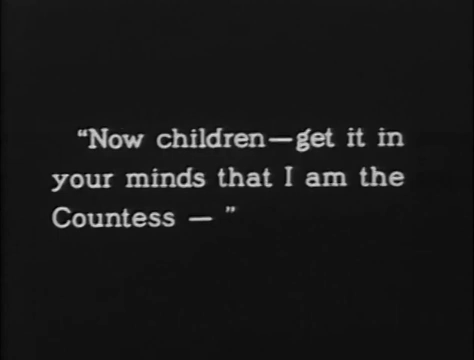 “Now children—get it in
your minds that I am the
Countess — ”